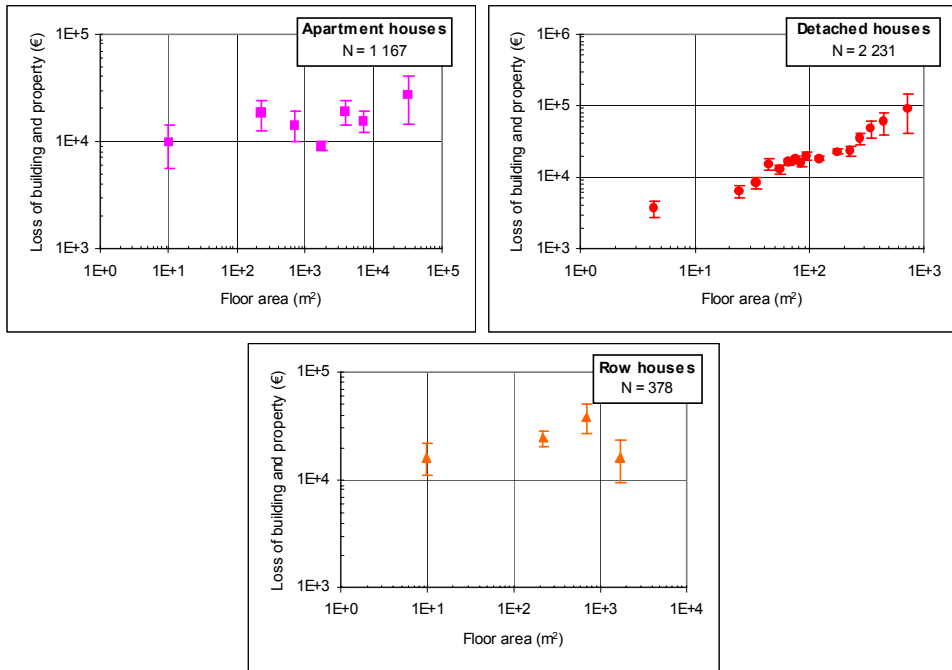 Apartment houses
N = 1 167
Loss of building and property (€)
1E+5
1E+4
1E+3
1E+0 1E+1 1E+2 1E+3 1E+4 1E+5
Floor area (m²)
Detached houses
N = 2 231
Loss of building and property (€)
1E+6
1E+5
1E+4
1E+3
1E+0 1E+1 1E+2 1E+3
Floor area (m²)
Row houses
N = 378
Loss of building and property (€)
1E+5
1E+4
1E+3
1E+0 1E+1 1E+2 1E+3 1E+4
Floor area (m²)